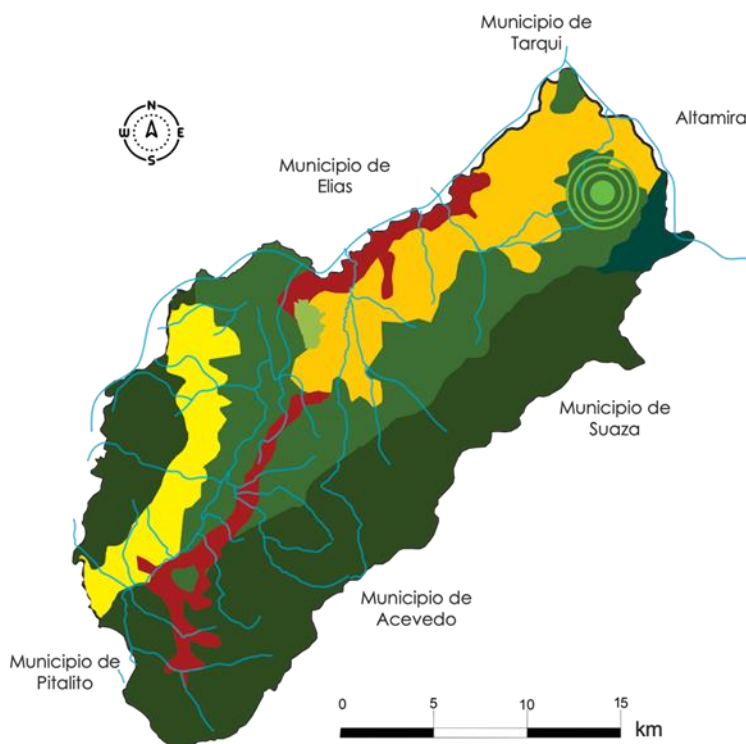 Municipio de
Tarqui
Altamira
N
W E
S
Municipio de
Elias
Municipio de
Suaza
Municipio de
Acevedo
Municipio de
Pitalito
0 5 10 15
km